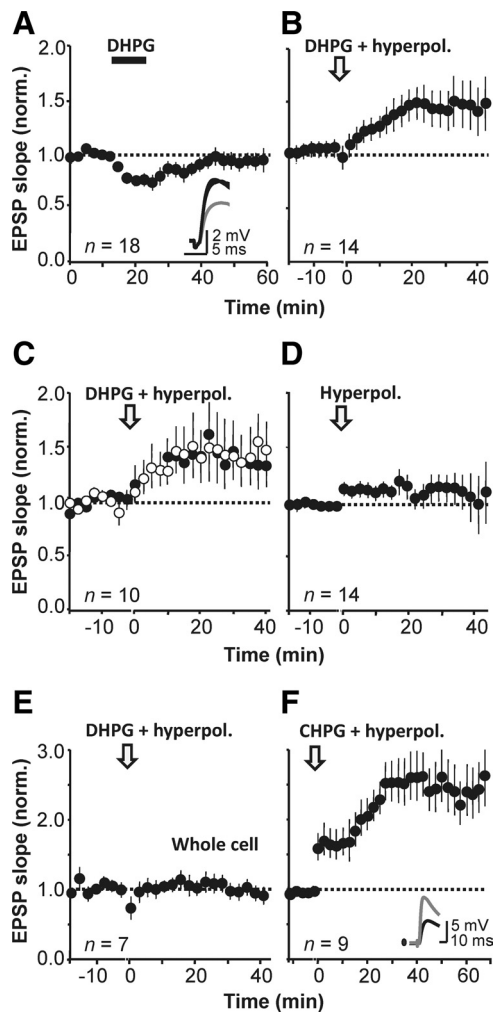 A
DHPG
EPSP slope (norm.)
2.0
1.5
1.0
0.5
0.0
n = 18
2 mV
5 ms
0 20 40 60
B
DHPG + hyperpol.
n = 14
-10 0 20 40
Time (min)
Time (min)
C
DHPG + hyperpol.
EPSP slope (norm.)
2.0
1.5
1.0
0.5
0.0
n = 10
-10 0 20 40
D
Hyperpol.
n = 14
-10 0 20 40
Time (min)
Time (min)
E
DHPG + hyperpol.
EPSP slope (norm.)
3.0
2.0
1.0
0.0
Whole cell
n = 7
-10 0 20 40
F
CHPG + hyperpol.
n = 9
5 mV
10 ms
0 20 40 60
Time (min)
Time (min)